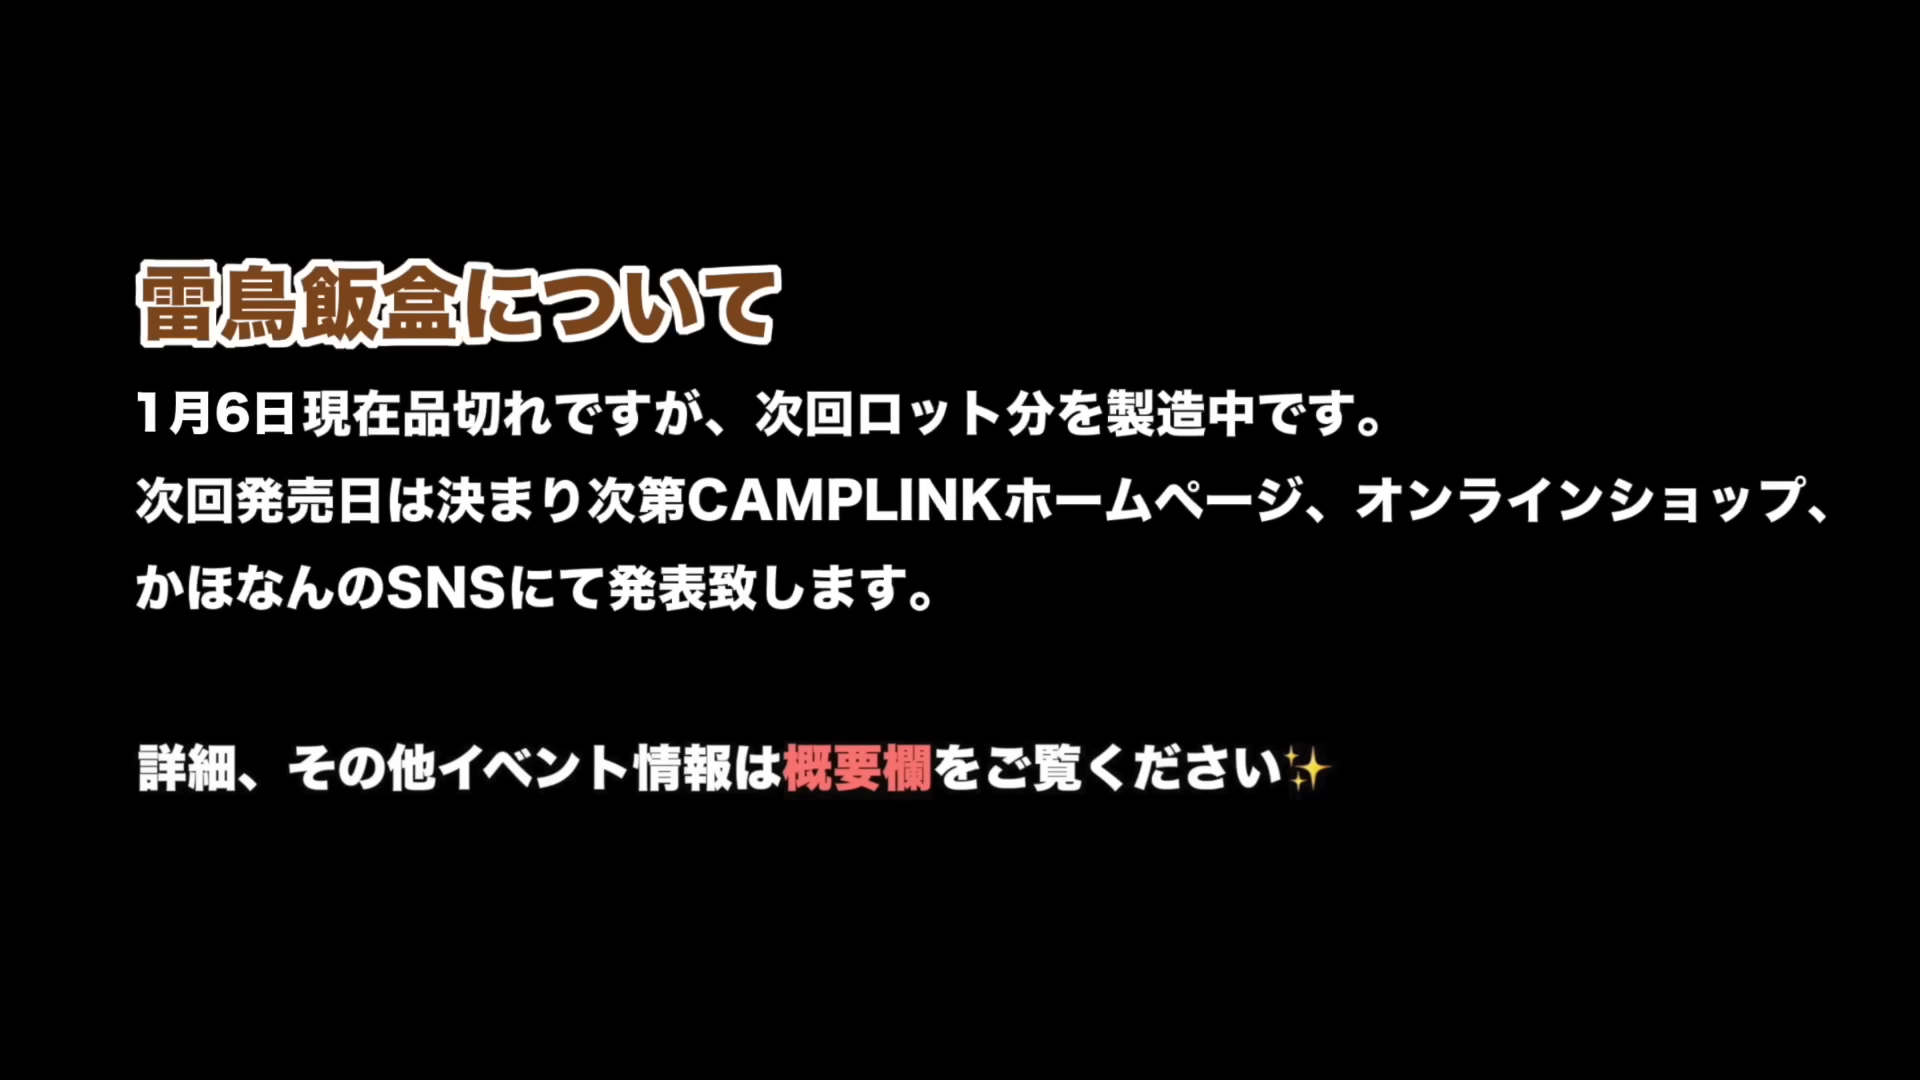 雷鳥飯盒について
1月6日現在品切れですが、次回ロット分を製造中です。
次回発売日は決まり次第CAMPLINKホームページ、オンラインショップ、
かほなんのSNSにて発表致します。
詳細、その他イベント情報は概要欄をご覧ください✨